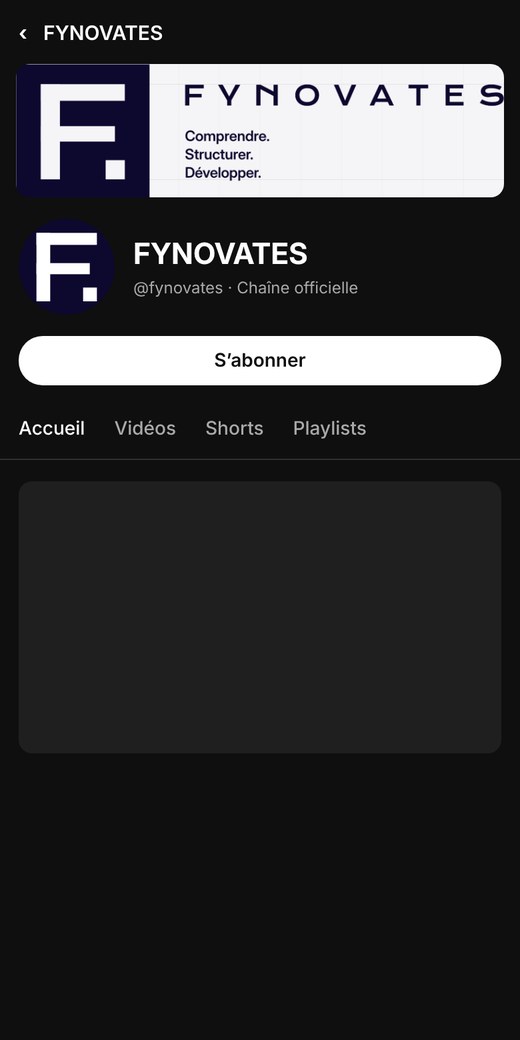 ‹ FYNOVATES
F.
FYNOVATES
Comprendre.
Structurer.
Développer.
F.
FYNOVATES
@fynovates · Chaîne officielle
S’abonner
Accueil Vidéos Shorts Playlists